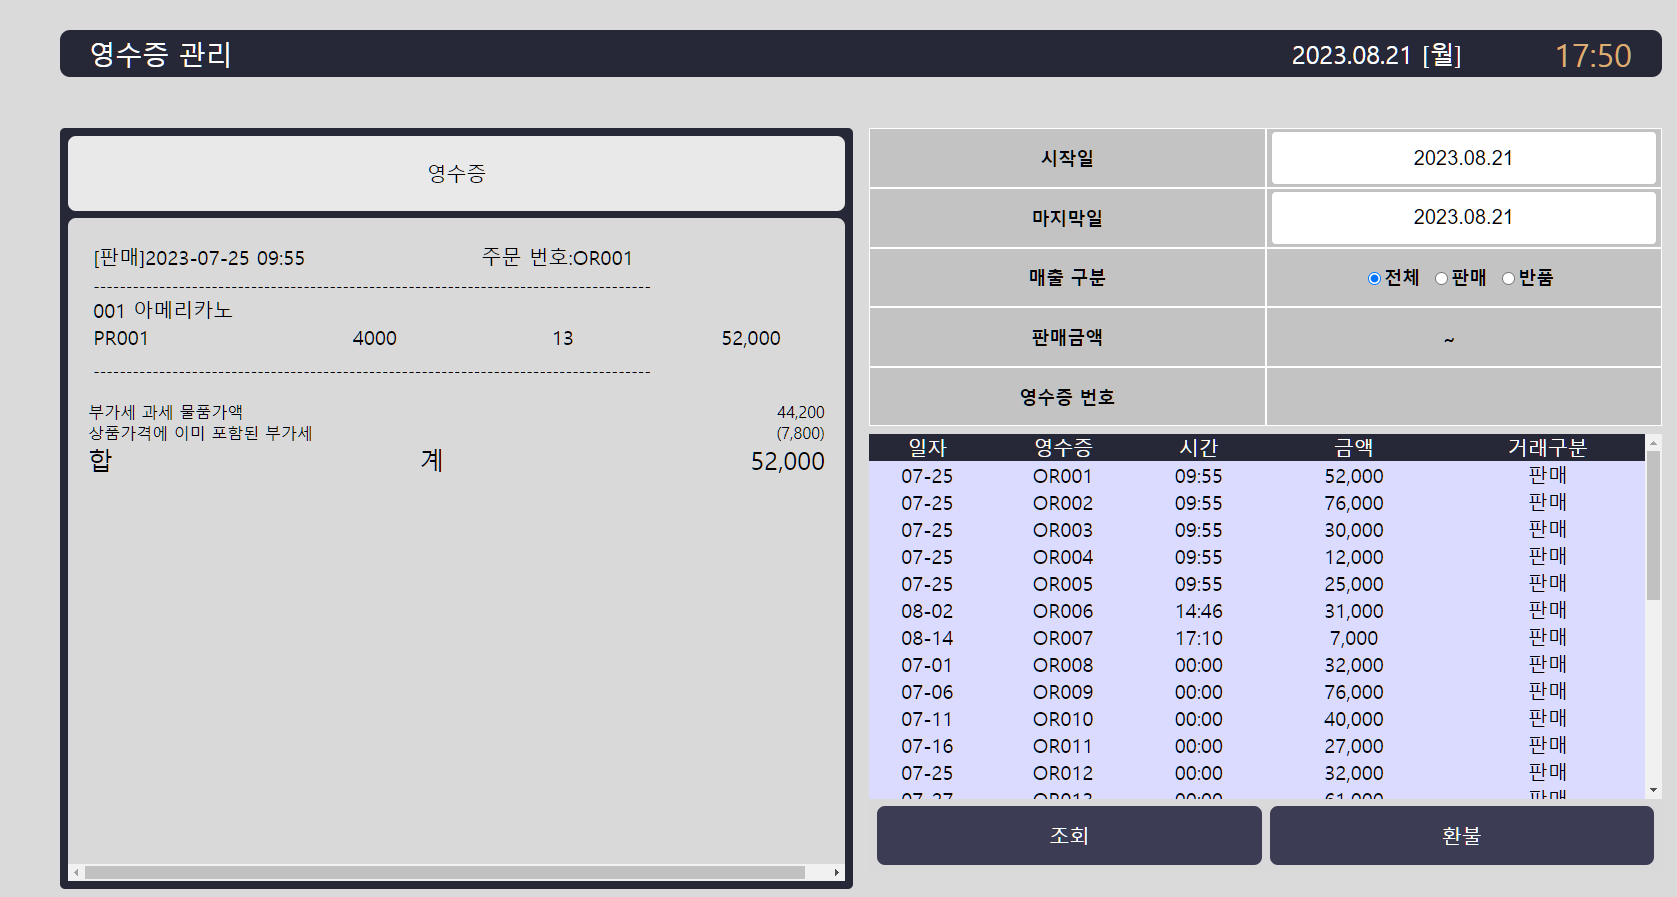 영수증 관리 2023.08.21 [월] 17:50
영수증
[판매]2023-07-25 09:55 주문 번호:OR001
-------------------------------------------------------------------------------------
001 아메리카노
PR001 4000 13 52,000
-------------------------------------------------------------------------------------
부가세 과세 물품가액 44,200
상품가격에 이미 포함된 부가세 (7,800)
합 계 52,000
시작일 2023.08.21
마지막일 2023.08.21
매출 구분 전체 판매 반품
판매금액 ~
영수증 번호
일자 영수증 시간 금액 거래구분
07-25 OR001 09:55 52,000 판매
07-25 OR002 09:55 76,000 판매
07-25 OR003 09:55 30,000 판매
07-25 OR004 09:55 12,000 판매
07-25 OR005 09:55 25,000 판매
08-02 OR006 14:46 31,000 판매
08-14 OR007 17:10 7,000 판매
07-01 OR008 00:00 32,000 판매
07-06 OR009 00:00 76,000 판매
07-11 OR010 00:00 40,000 판매
07-16 OR011 00:00 27,000 판매
07-25 OR012 00:00 32,000 판매
07-27 OR013 00:00 61,000 판매
조회 환불